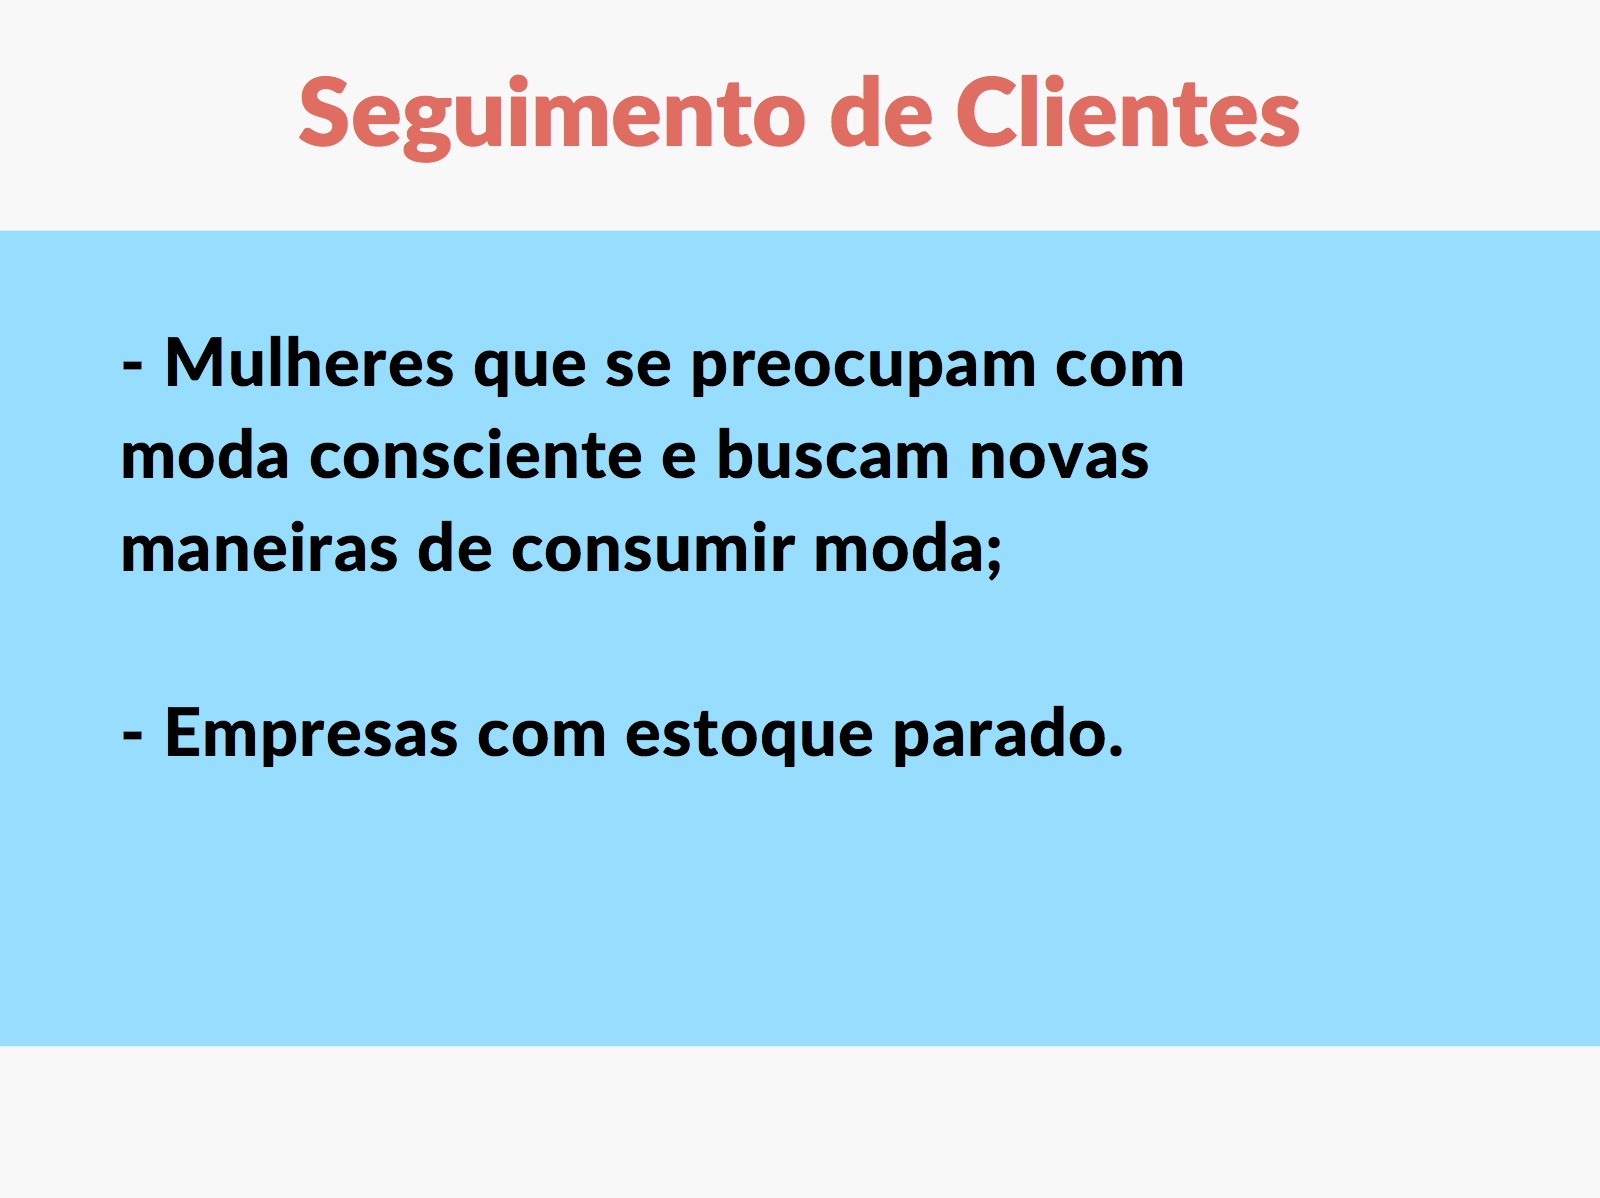 Seguimento de Clientes
- Mulheres que se preocupam com
moda consciente e buscam novas
maneiras de consumir moda;
- Empresas com estoque parado.